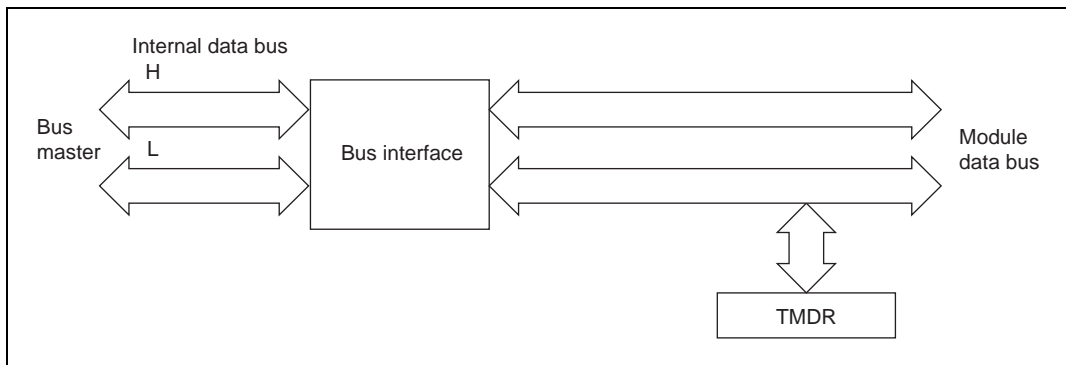 Internal data bus
H
Bus
master
L
Bus interface
Module
data bus
TMDR